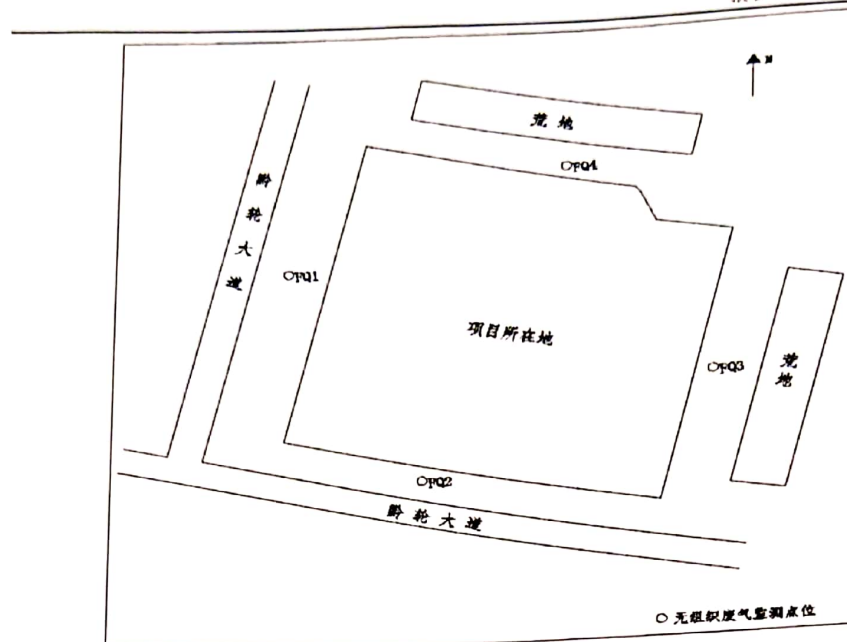 N
荒 地
○FQ4
黔轮大道
○FQ1
项目所在地
○FQ3
荒地
○FQ2
黔 轮 大 道
○ 无组织废气监测点位